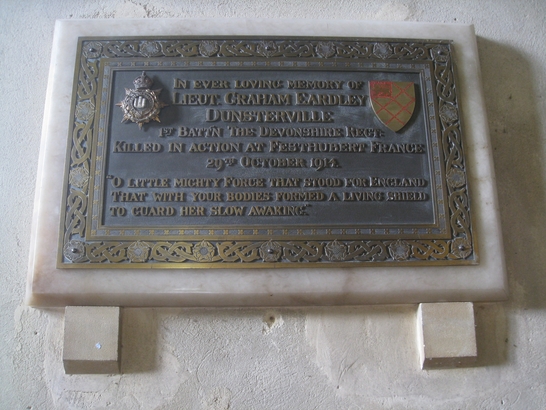 IN EVER LOVING MEMORY OF
LIEUT. GRAHAM EARDLEY
DUNSTERVILLE
1ST BATTN THE DEVONSHIRE REGT.
KILLED IN ACTION AT FESTHUBERT FRANCE
29TH OCTOBER 1914.
"O LITTLE MIGHTY FORCE THAT STOOD FOR ENGLAND
THAT WITH YOUR BODIES FORMED A LIVING SHIELD
TO GUARD HER SLOW AWAKING."